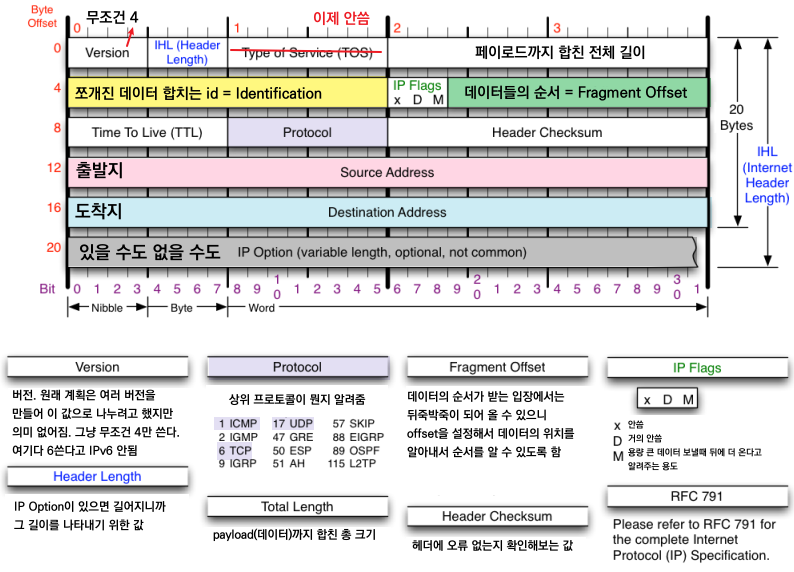 Byte
Offset
무조건 4
이제 안씀
0 1 2 3
0 Version IHL (Header Length) Type of Service (TOS) 페이로드까지 합친 전체 길이
4 쪼개진 데이터 합치는 id = Identification IP Flags x D M 데이터들의 순서 = Fragment Offset
8 Time To Live (TTL) Protocol Header Checksum
12 출발지 Source Address
16 도착지 Destination Address
20 있을 수도 없을 수도 IP Option (variable length, optional, not common)
20
Bytes
IHL
(Internet
Header
Length)
Bit 0 1 2 3 4 5 6 7 8 9 10 1 2 3 4 5 6 7 8 9 20 1 2 3 4 5 6 7 8 9 30 1
Nibble Byte Word
Version
버전. 원래 계획은 여러 버전을
만들어 이 값으로 나누려고 했지만
의미 없어짐. 그냥 무조건 4만 쓴다.
여기다 6쓴다고 IPv6 안됨
Header Length
IP Option이 있으면 길어지니까
그 길이를 나타내기 위한 값
Protocol
상위 프로토콜이 뭔지 알려줌
1 ICMP 17 UDP 57 SKIP
2 IGMP 47 GRE 88 EIGRP
6 TCP 50 ESP 89 OSPF
9 IGRP 51 AH 115 L2TP
Total Length
payload(데이터)까지 합친 총 크기
Fragment Offset
데이터의 순서가 받는 입장에서는
뒤죽박죽이 되어 올 수 있으니
offset을 설정해서 데이터의 위치를
알아내서 순서를 알 수 있도록 함
Header Checksum
헤더에 오류 없는지 확인해보는 값
IP Flags
x D M
x 안씀
D 거의 안씀
M 용량 큰 데이터 보낼때 뒤에 더 온다고
알려주는 용도
RFC 791
Please refer to RFC 791 for
the complete Internet
Protocol (IP) Specification.